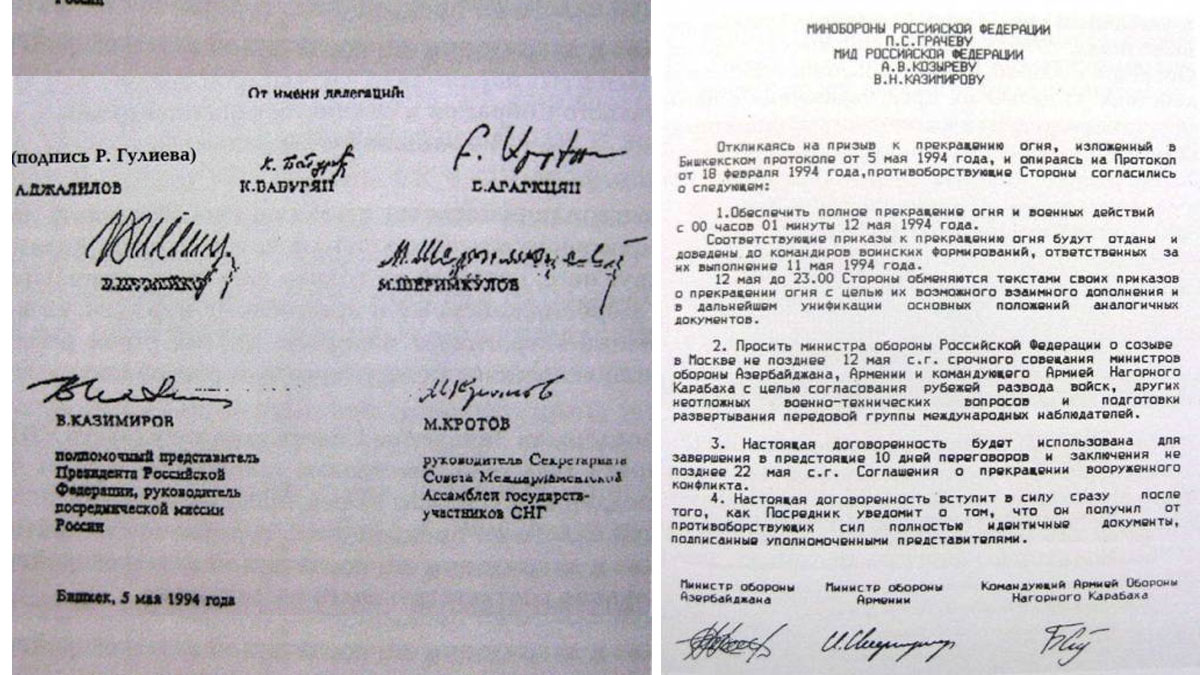 России
От имени делегаций:
(подпись Р. Гулиева)
А.ДЖАЛИЛОВ
К. Бабурян
К.БАБУРЯН
Б.АГАРКЦЯН
В.ШУМЕЙКО
М.ШЕРИМКУЛОВ
В.КАЗИМИРОВ
полномочный представитель
Президента Российской
Федерации, руководитель
посреднической миссии
России
М.КРОТОВ
руководитель Секретариата
Совета Межпарламентской
Ассамблеи государств-
участников СНГ
Бишкек, 5 мая 1994 года
МИНОБОРОНЫ РОССИЙСКОЙ ФЕДЕРАЦИИ
П.С.ГРАЧЕВУ
МИД РОССИЙСКОЙ ФЕДЕРАЦИИ
А.В.КОЗЫРЕВУ
В.Н.КАЗИМИРОВУ
Откликаясь на призыв к прекращению огня, изложенный в
Бишкекском протоколе от 5 мая 1994 года, и опираясь на Протокол
от 18 февраля 1994 года,противоборствующие Стороны согласились
о следующем:
1.Обеспечить полное прекращение огня и военных действий
с 00 часов 01 минуты 12 мая 1994 года.
Соответствующие приказы к прекращению огня будут отданы и
доведены до командиров воинских формирований, ответственных за
их выполнение 11 мая 1994 года.
12 мая до 23.00 Стороны обменяются текстами своих приказов
о прекращении огня с целью их возможного взаимного дополнения и
в дальнейшем унификации основных положений аналогичных
документов.
2. Просить министра обороны Российской Федерации о созыве
в Москве не позднее 12 мая с.г. срочного совещания министров
обороны Азербайджана, Армении и командующего Армией Нагорного
Карабаха с целью согласования рубежей развода войск, других
неотложных военно-технических вопросов и подготовки
развертывания передовой группы международных наблюдателей.
3. Настоящая договоренность будет использована для
завершения в предстоящие 10 дней переговоров и заключения не
позднее 22 мая с.г. Соглашения о прекращении вооруженного
конфликта.
4. Настоящая договоренность вступит в силу сразу после
того, как Посредник уведомит о том, что он получил от
противоборствующих сил полностью идентичные документы,
подписанные уполномоченными представителями.
Министр обороны
Азербайджана
Министр обороны
Армении
Командующий Армией Обороны
Нагорного Карабаха